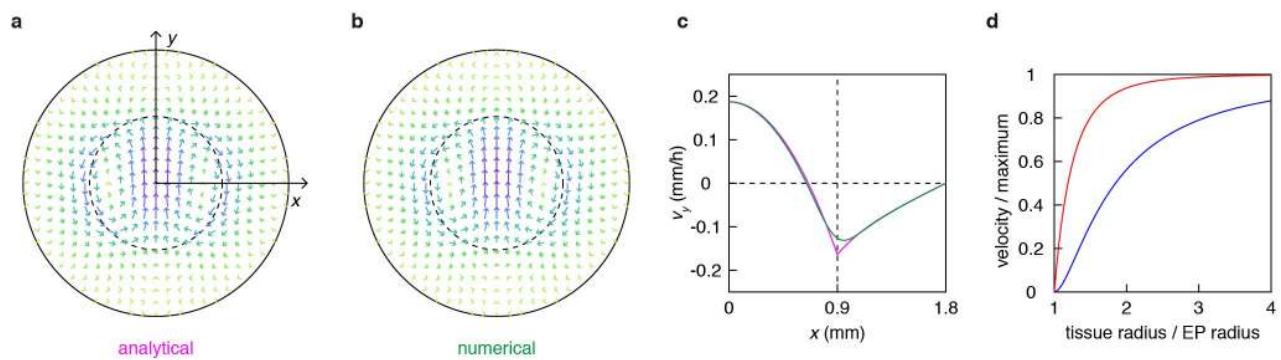 a
y
x
analytical
b
numerical
c
0.2
0.1
0
-0.1
-0.2
v_y (mm/h)
0
0.9
1.8
x (mm)
d
1
0.8
0.6
0.4
0.2
0
velocity / maximum
1
2
3
4
tissue radius / EP radius